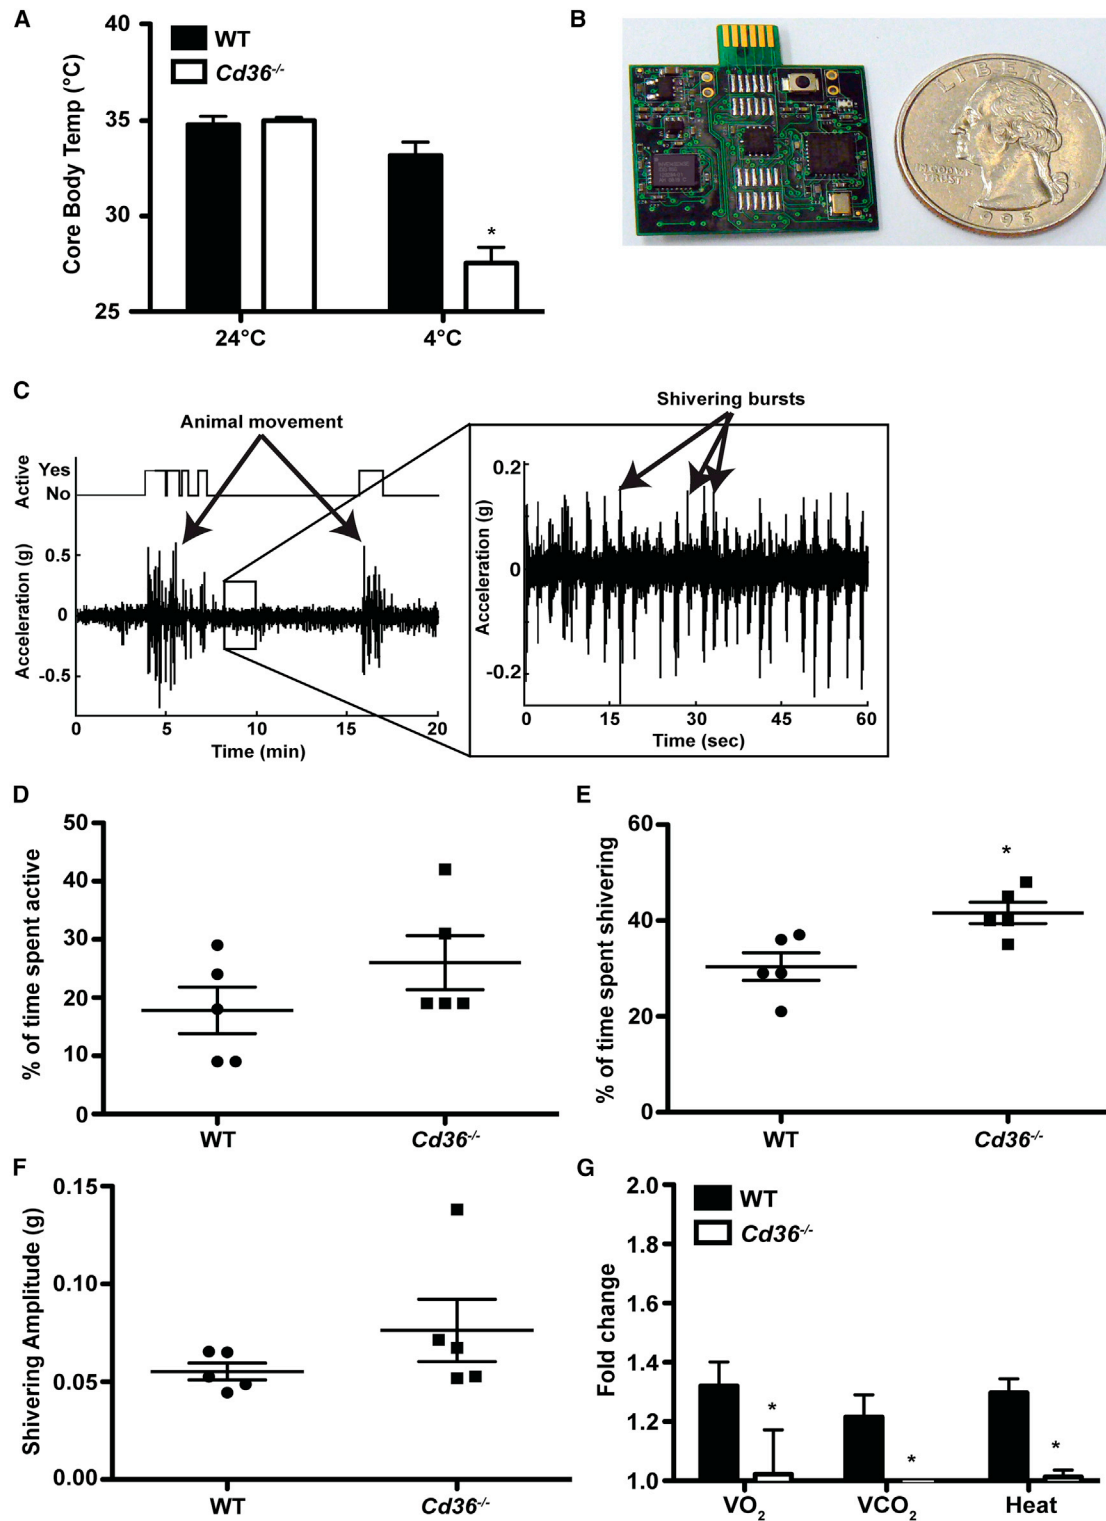 A
Core Body Temp (°C)
40
35
30
25
WT
Cd36-/-
*
24°C
4°C
B
LIBERTY
1995
C
Animal movement
Active
Yes
No
Acceleration (g)
0.5
0
-0.5
0
5
10
15
20
Time (min)
Shivering bursts
Acceleration (g)
0.2
0
-0.2
0
15
30
45
60
Time (sec)
D
% of time spent active
50
40
30
20
10
0
WT
Cd36-/-
E
% of time spent shivering
60
40
20
0
*
WT
Cd36-/-
F
Shivering Amplitude (g)
0.15
0.10
0.05
0.00
WT
Cd36-/-
G
Fold change
2.0
1.8
1.6
1.4
1.2
1.0
WT
Cd36-/-
*
*
*
VO2
VCO2
Heat